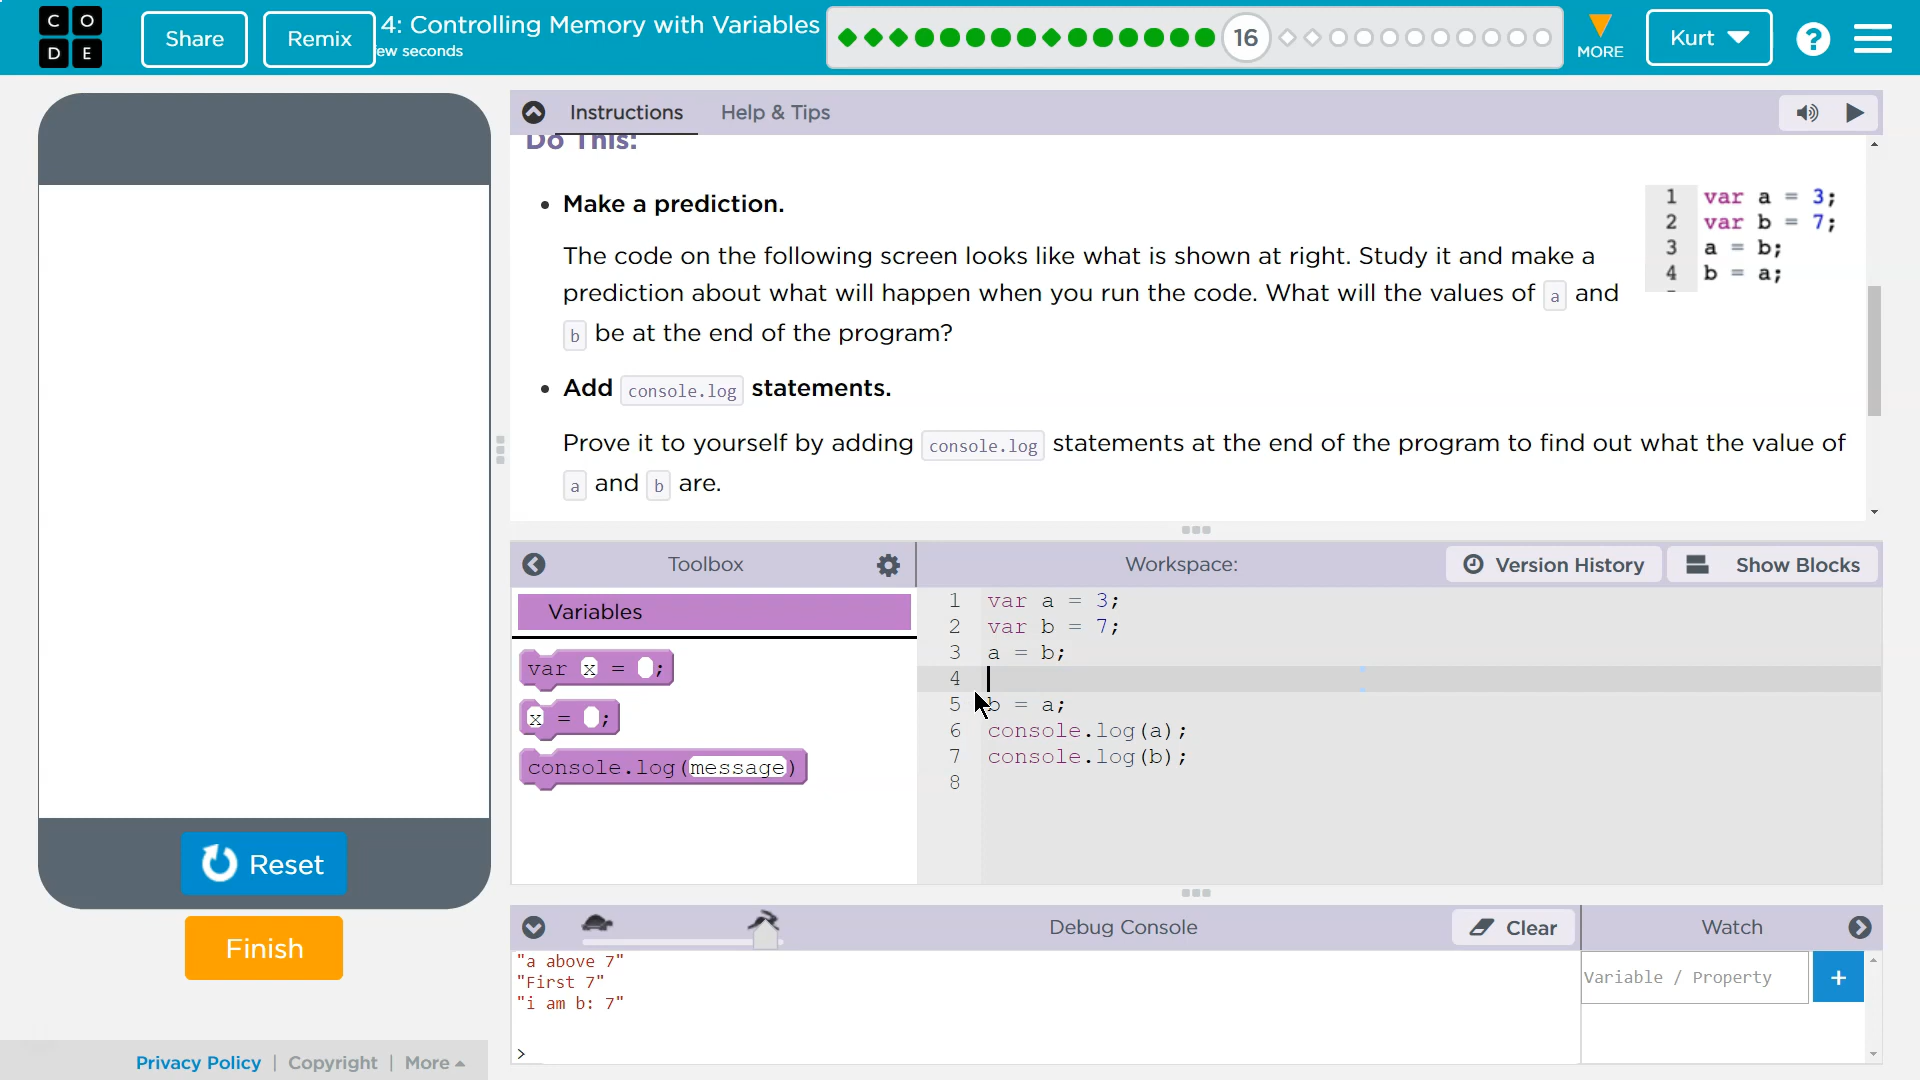 C O
D E
Share
Remix
4: Controlling Memory with Variables
few seconds
16
MORE
Kurt
?
Instructions
Help & Tips
Do This:
Make a prediction.
The code on the following screen looks like what is shown at right. Study it and make a
prediction about what will happen when you run the code. What will the values of a and
b be at the end of the program?
1 var a = 3;
2 var b = 7;
3 a = b;
4 b = a;
Add console.log statements.
Prove it to yourself by adding console.log statements at the end of the program to find out what the value of
a and b are.
Toolbox
Workspace:
Version History
Show Blocks
Variables
var x = ;
x = ;
console.log(message)
1 var a = 3;
2 var b = 7;
3 a = b;
4
5 b = a;
6 console.log(a);
7 console.log(b);
8
Reset
Finish
Debug Console
Clear
Watch
"a above 7"
"First 7"
"i am b: 7"
>
Variable / Property
+
Privacy Policy | Copyright | More